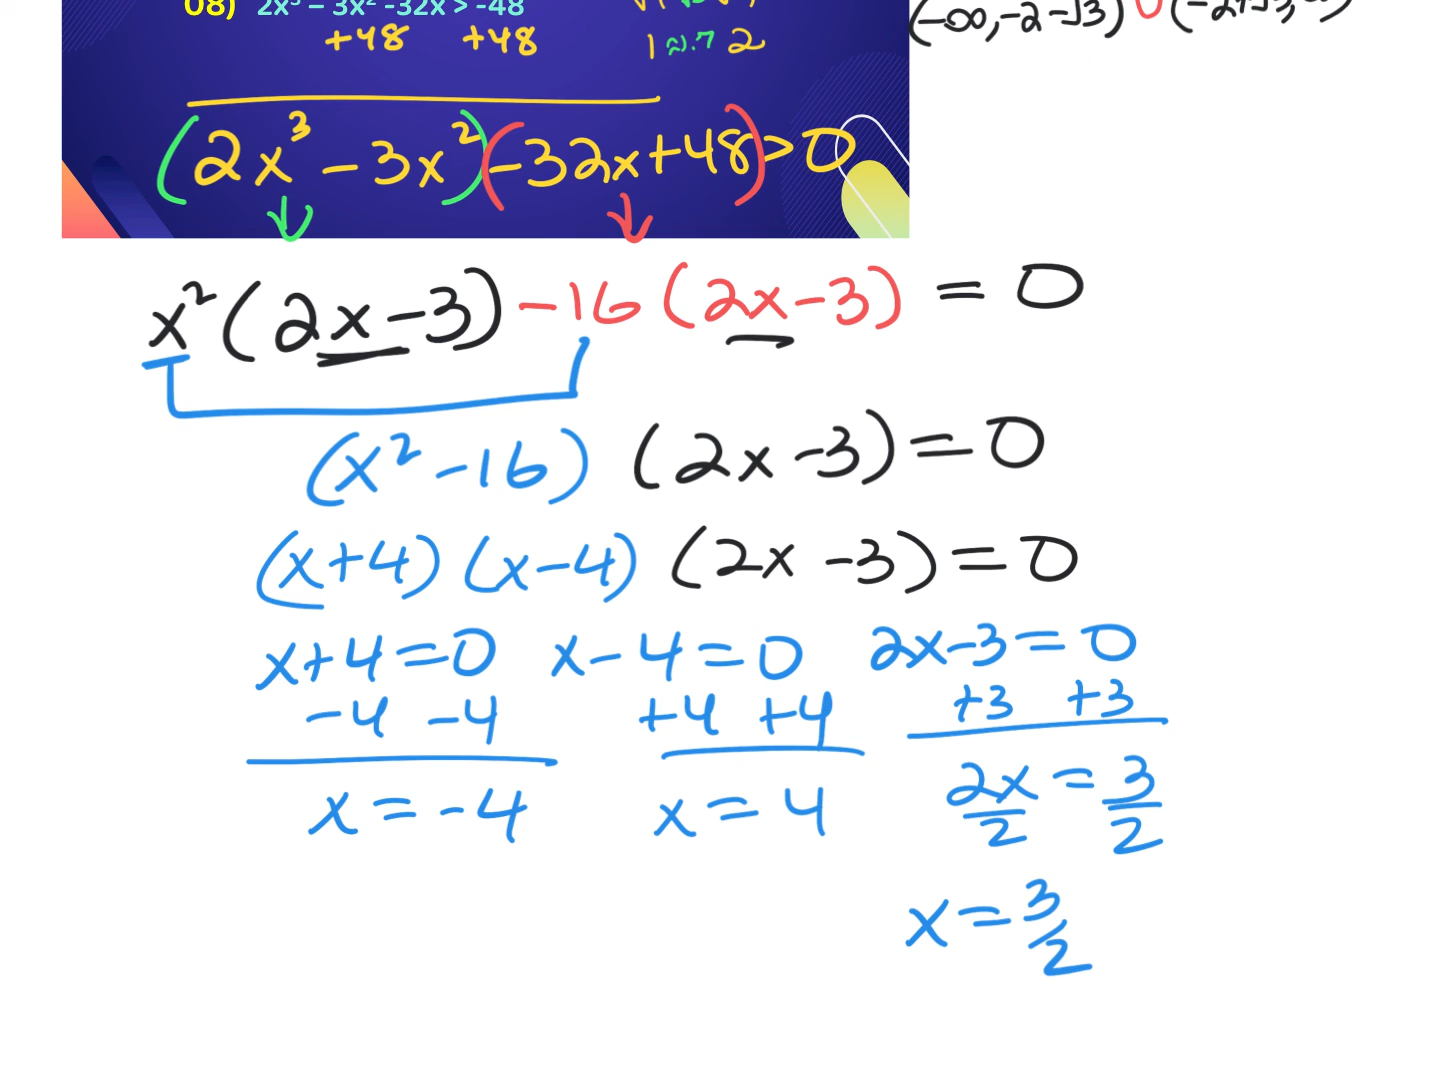 08) 2x³ – 3x² -32x > -48
+48 +48
1 ≈.7 2
(2x³ - 3x²)(-32x+48)>0
x²(2x-3) -16(2x-3) = 0
(x²-16) (2x-3)=0
(x+4)(x-4)(2x-3)=0
x+4=0 x-4=0 2x-3=0
-4 -4 +4 +4 +3 +3
x=-4 x=4 2x/2=3/2
x=3/2